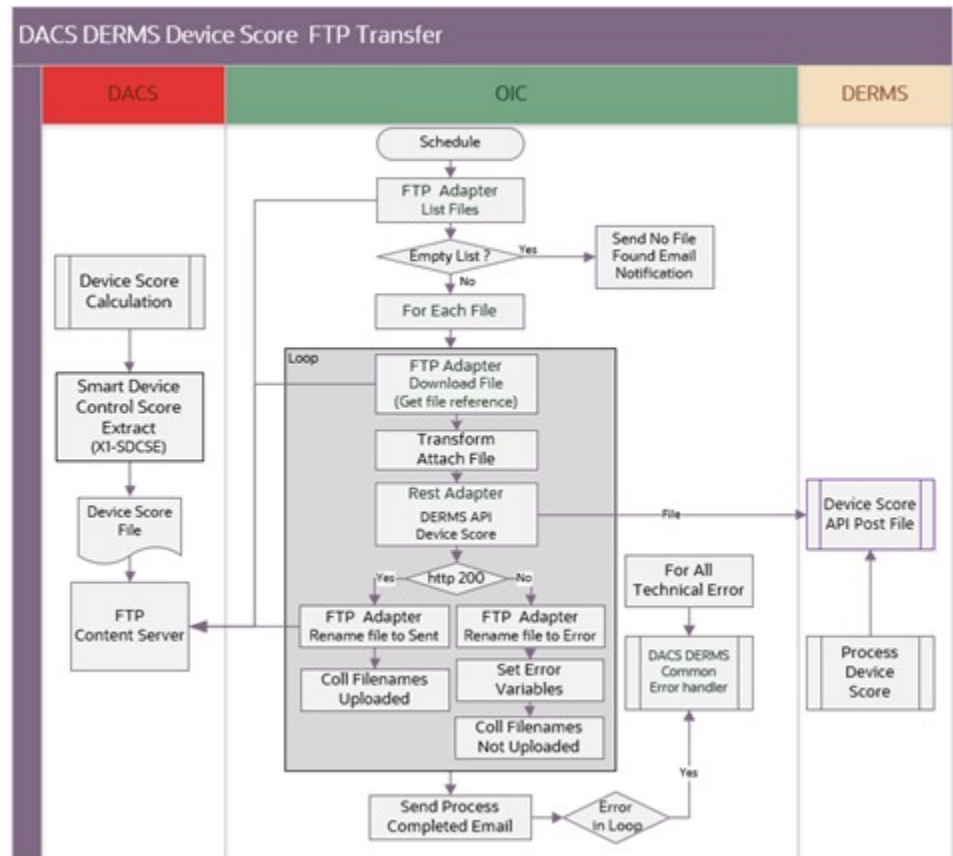 DACS DERMS Device Score FTP Transfer
DACS
OIC
DERMS
Schedule
FTP Adapter
List Files
Empty List ?
Yes
Send No File
Found Email
Notification
No
For Each File
Device Score
Calculation
Smart Device
Control Score
Extract
(X1-SDCSE)
Device Score
File
FTP
Content Server
Loop
FTP Adapter
Download File
(Get file reference)
Transform
Attach File
Rest Adapter
DERMS API
Device Score
File
Device Score
API Post File
http 200
Yes
No
FTP Adapter
Rename file to Sent
FTP Adapter
Rename file to Error
Coll Filenames
Uploaded
Set Error
Variables
Coll Filenames
Not Uploaded
For All
Technical Error
DACS DERMS
Common
Error handler
Process
Device
Score
Yes
Send Process
Completed Email
Error
in Loop